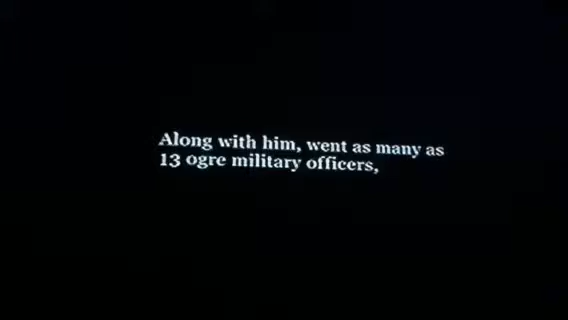 Along with him, went as many as
13 ogre military officers,